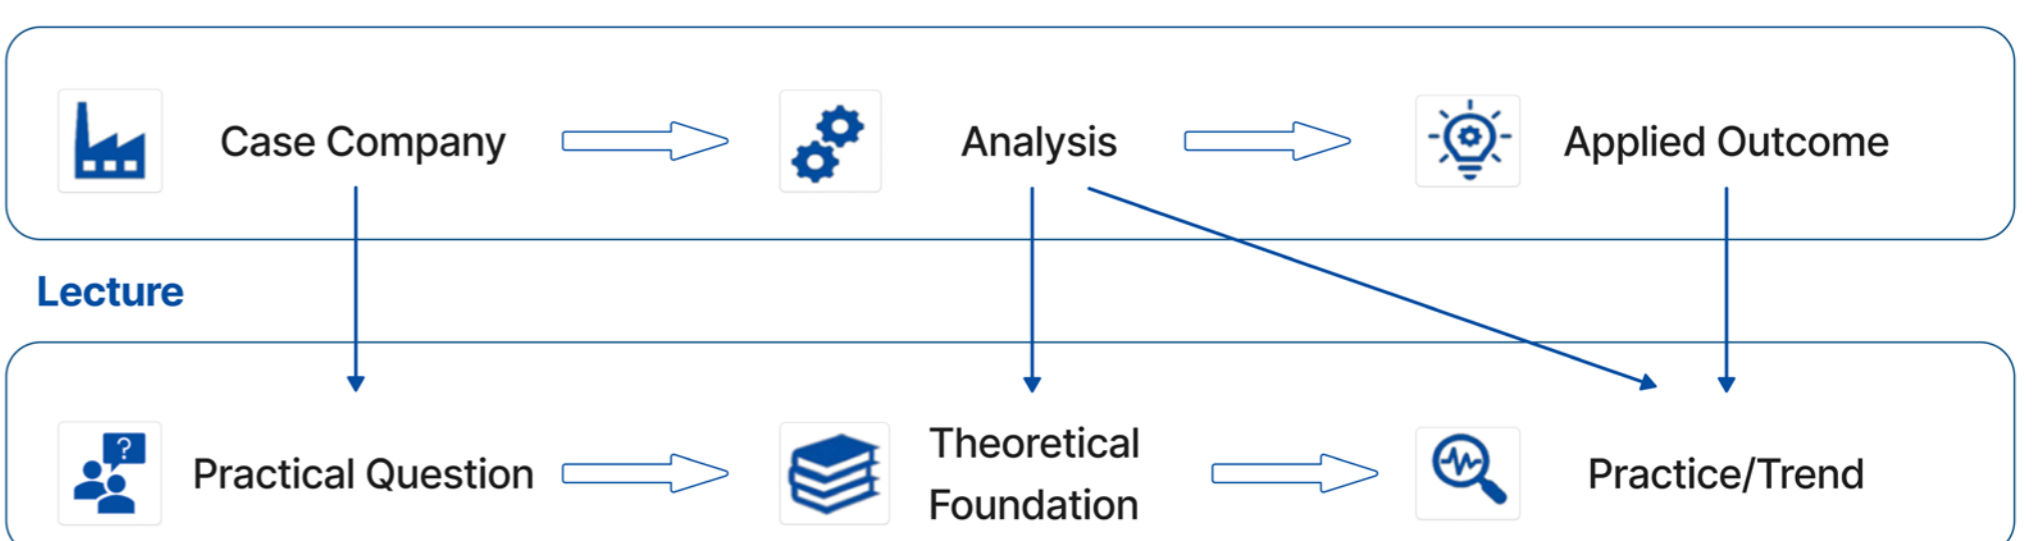 Case Company
Analysis
Applied Outcome
Lecture
?
Practical Question
Theoretical
Foundation
Practice/Trend